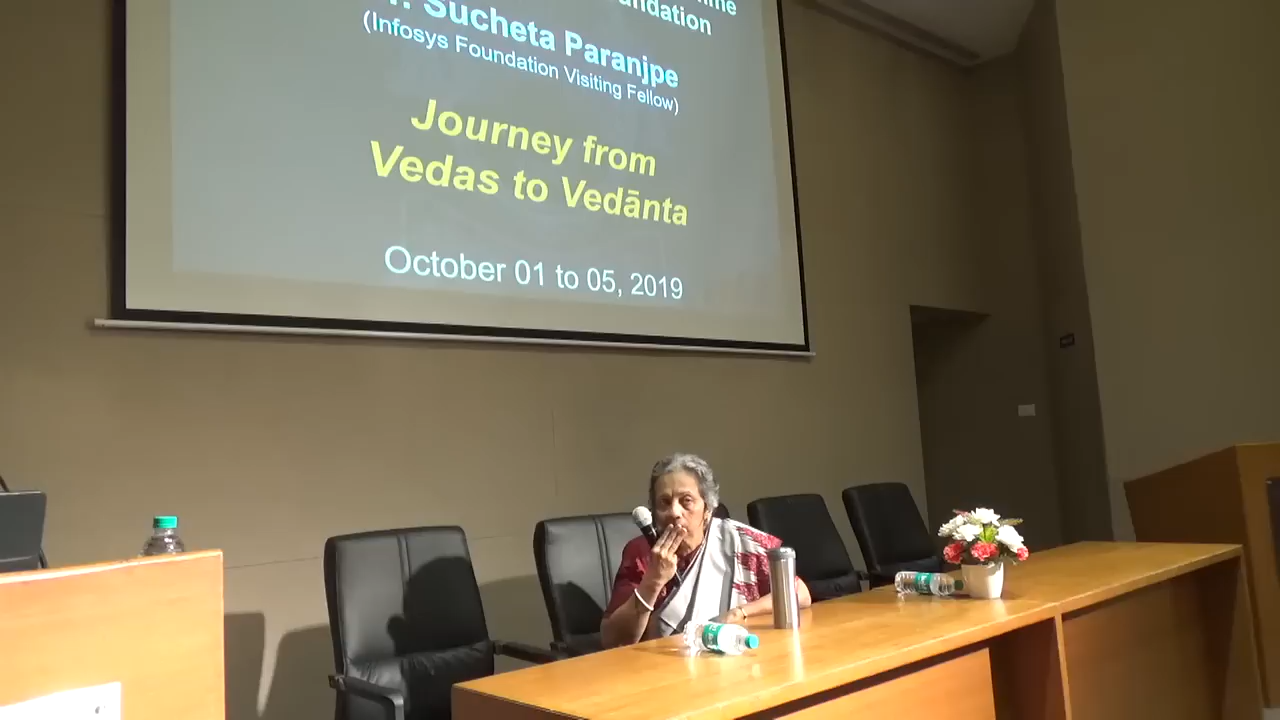 Sucheta Paranjpe
(Infosys Foundation Visiting Fellow)
Journey from
Vedas to Vedānta
October 01 to 05, 2019